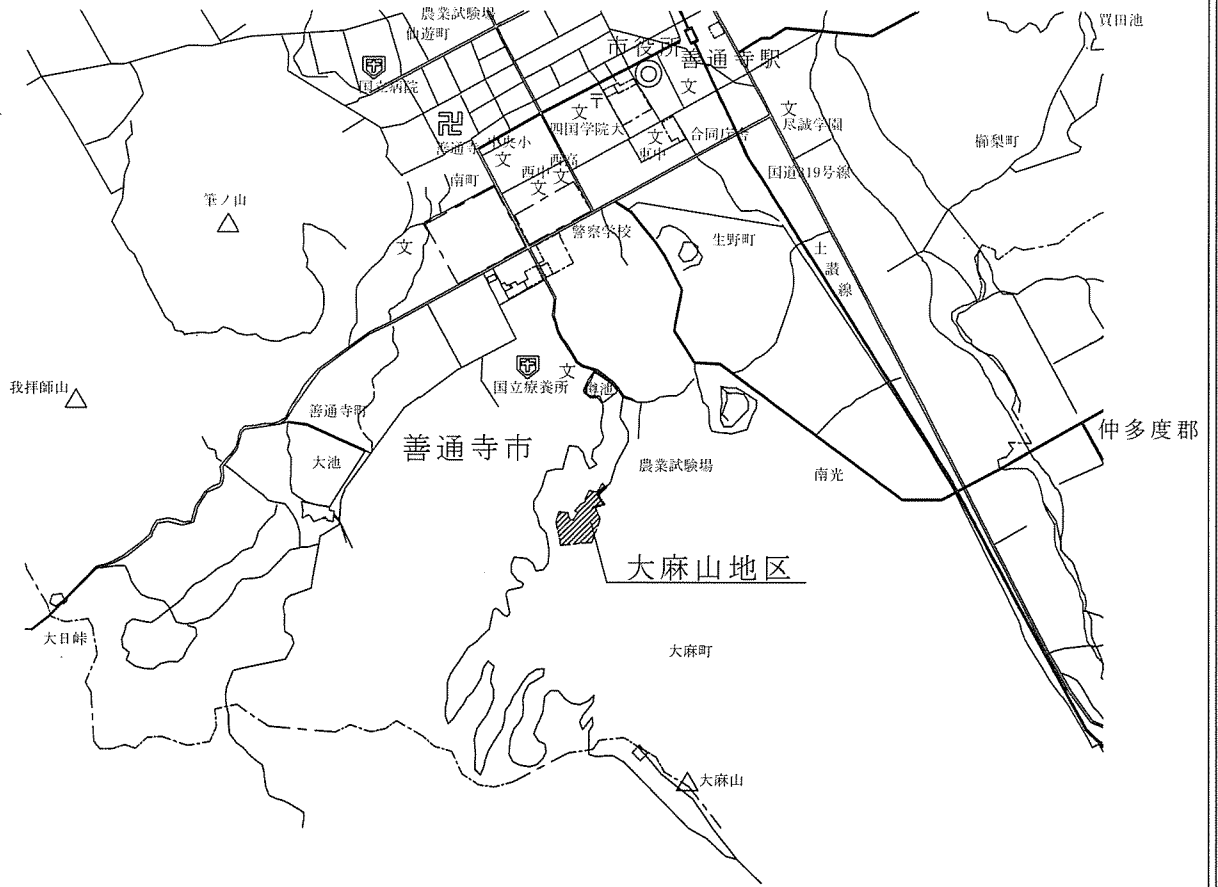 農業試験場
仙遊町
買田池
市役所
善通寺駅
国立病院
文
文
文
〒
四国学院大
文
合同庁舎
尽誠学園
善通寺
中央小
文
東中
櫛梨町
西高
西中
文
国道319号線
南町
筆ノ山
文
警察学校
生野町
土
讃
線
我拝師山
国立療養所
文
善通寺町
善通寺市
仲多度郡
大池
農業試験場
南光
大麻山地区
大日峠
大麻町
大麻山